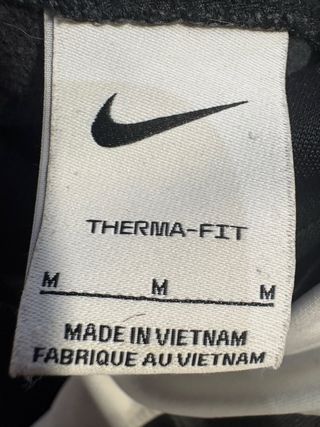 THERMA-FIT
M M M
MADE IN VIETNAM
FABRIQUE AU VIETNAM